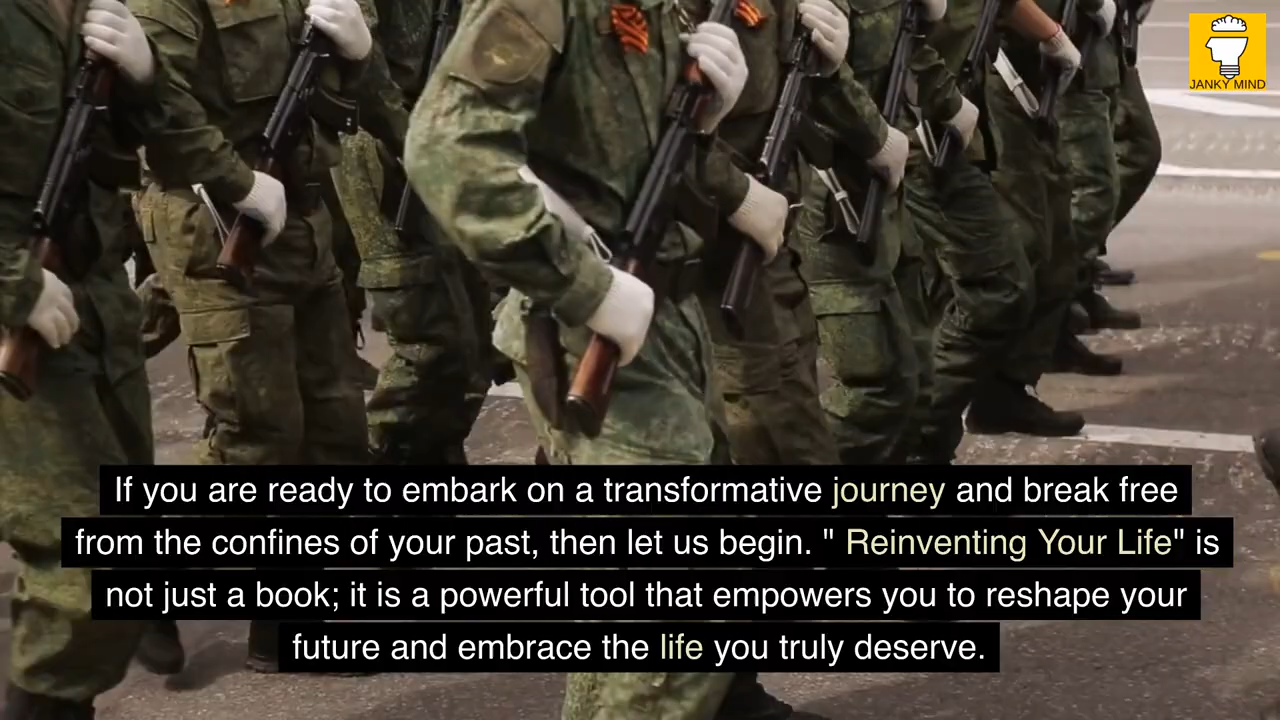 JANKY MIND
If you are ready to embark on a transformative journey and break free
from the confines of your past, then let us begin. " Reinventing Your Life" is
not just a book; it is a powerful tool that empowers you to reshape your
future and embrace the life you truly deserve.